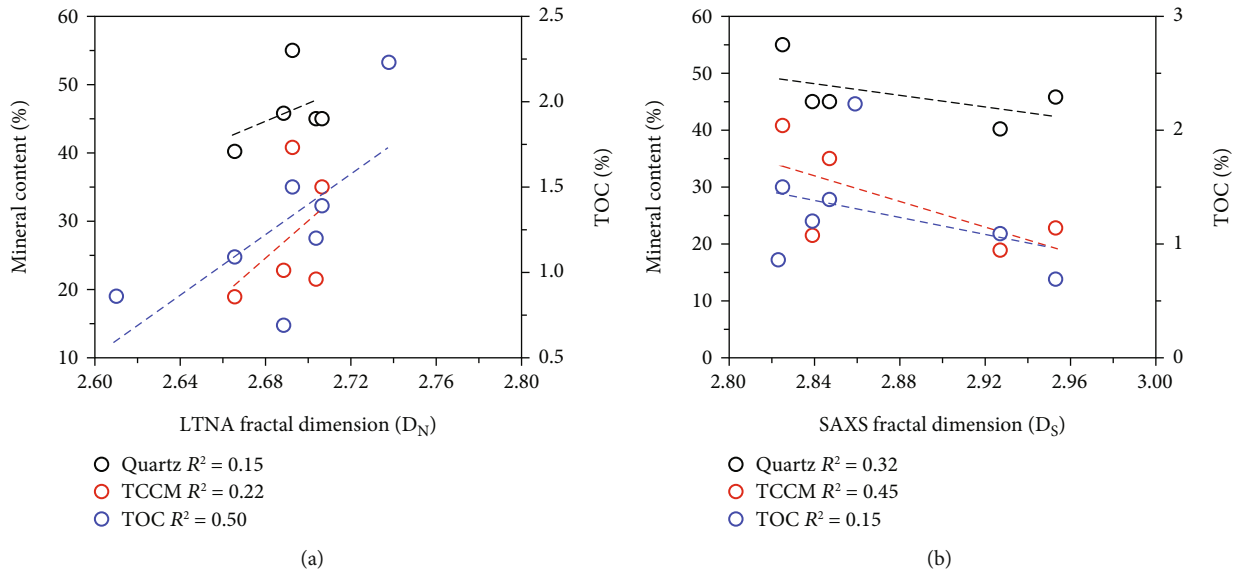 60
50
40
30
20
10
Mineral content (%)
2.5
2.0
1.5
1.0
0.5
TOC (%)
2.60 2.64 2.68 2.72 2.76 2.80
LTNA fractal dimension (D_N)
Quartz R² = 0.15
TCCM R² = 0.22
TOC R² = 0.50
(a)
60
50
40
30
20
10
0
Mineral content (%)
3
2
1
0
TOC (%)
2.80 2.84 2.88 2.92 2.96 3.00
SAXS fractal dimension (D_S)
Quartz R² = 0.32
TCCM R² = 0.45
TOC R² = 0.15
(b)